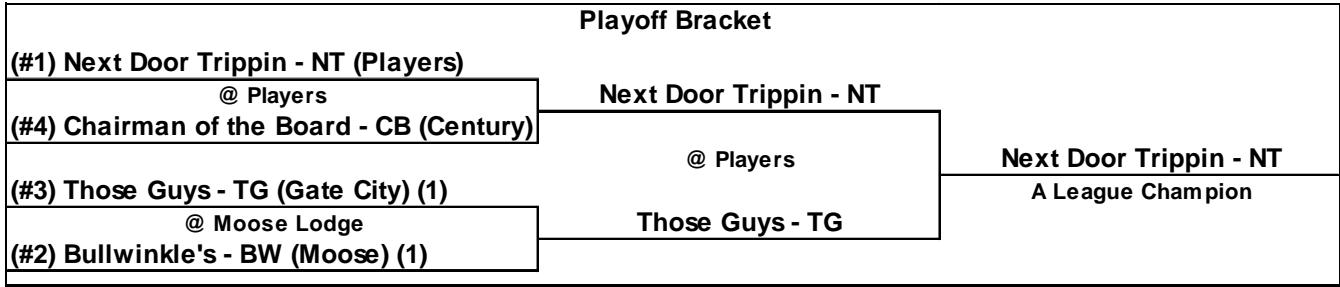 Playoff Bracket
(#1) Next Door Trippin - NT (Players)
@ Players
(#4) Chairman of the Board - CB (Century)
Next Door Trippin - NT
@ Players
(#3) Those Guys - TG (Gate City) (1)
@ Moose Lodge
(#2) Bullwinkle's - BW (Moose) (1)
Those Guys - TG
Next Door Trippin - NT
A League Champion